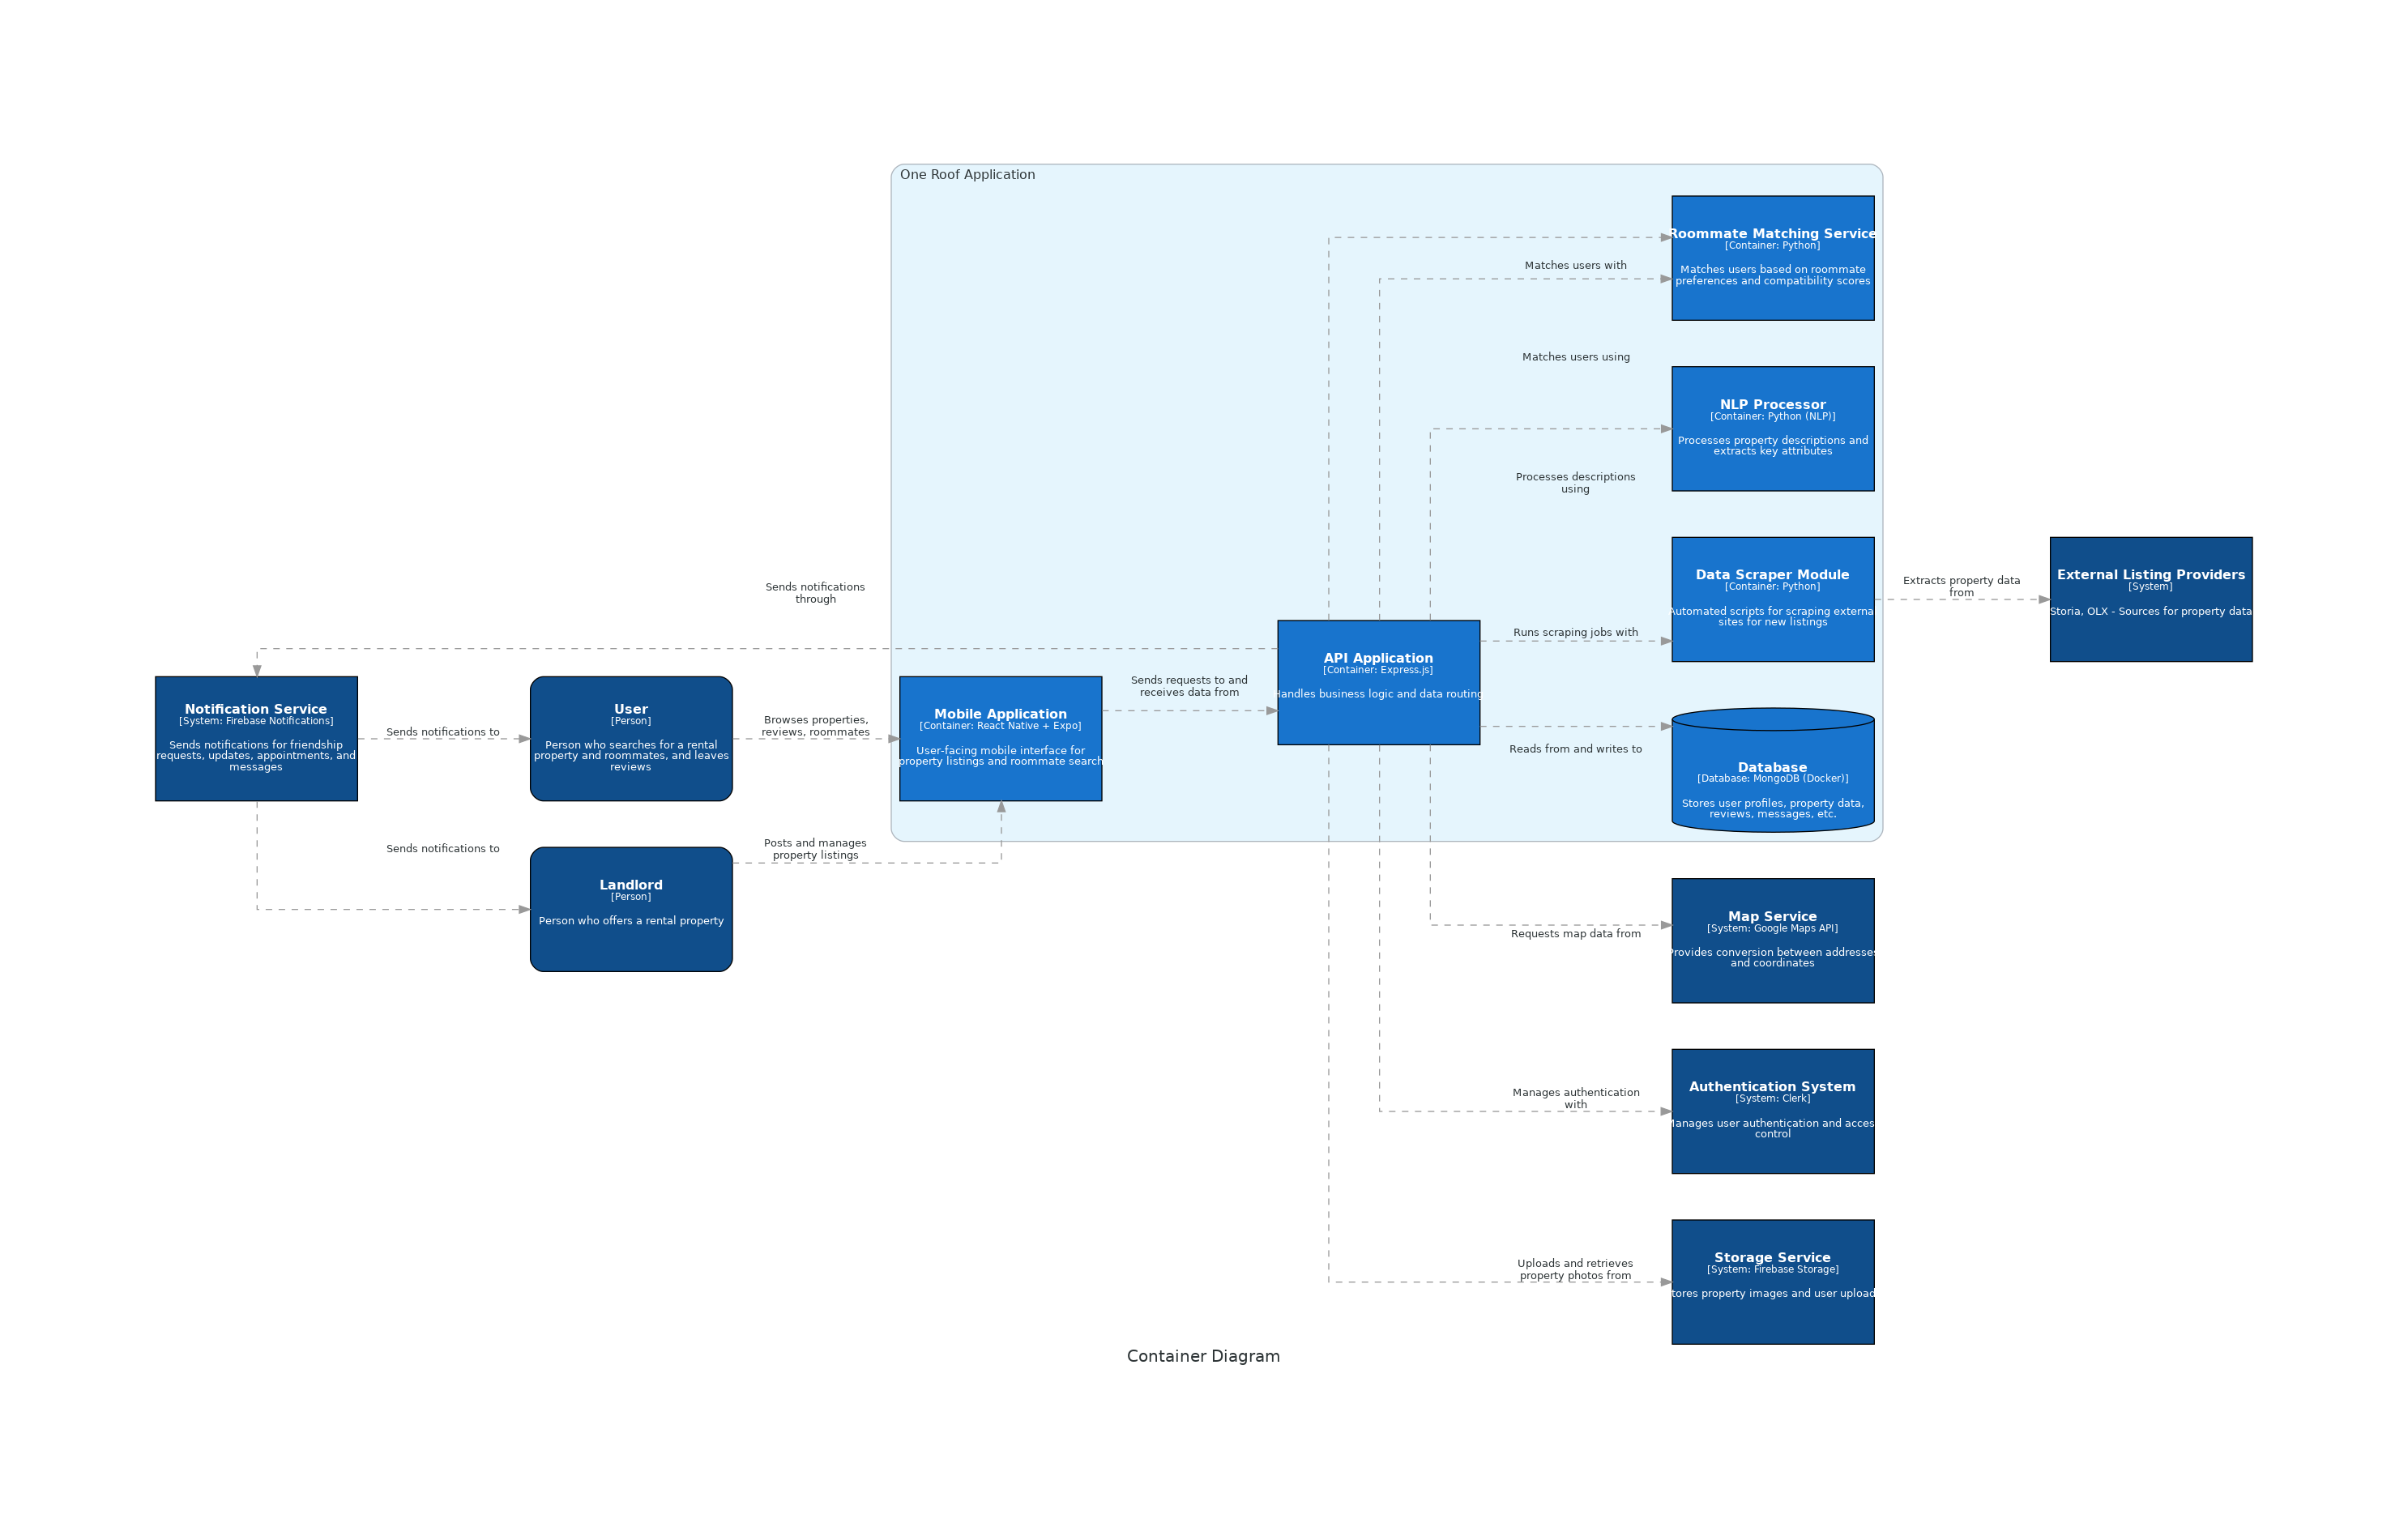 One Roof Application
Roommate Matching Service
[Container: Python]
Matches users based on roommate
preferences and compatibility scores
Matches users with
Matches users using
NLP Processor
[Container: Python (NLP)]
Processes property descriptions and
extracts key attributes
Processes descriptions
using
Data Scraper Module
[Container: Python]
Automated scripts for scraping externa
sites for new listings
Extracts property data
from
External Listing Providers
[System]
Storia, OLX - Sources for property data
Sends notifications
through
Runs scraping jobs with
API Application
[Container: Express.js]
Handles business logic and data routing
Sends requests to and
receives data from
Notification Service
[System: Firebase Notifications]
Sends notifications for friendship
requests, updates, appointments, and
messages
Sends notifications to
User
[Person]
Person who searches for a rental
property and roommates, and leaves
reviews
Browses properties,
reviews, roommates
Mobile Application
[Container: React Native + Expo]
User-facing mobile interface for
property listings and roommate search
Reads from and writes to
Database
[Database: MongoDB (Docker)]
Stores user profiles, property data,
reviews, messages, etc.
Sends notifications to
Posts and manages
property listings
Landlord
[Person]
Person who offers a rental property
Requests map data from
Map Service
[System: Google Maps API]
Provides conversion between addresses
and coordinates
Manages authentication
with
Authentication System
[System: Clerk]
Manages user authentication and acces
control
Uploads and retrieves
property photos from
Storage Service
[System: Firebase Storage]
tores property images and user upload
Container Diagram